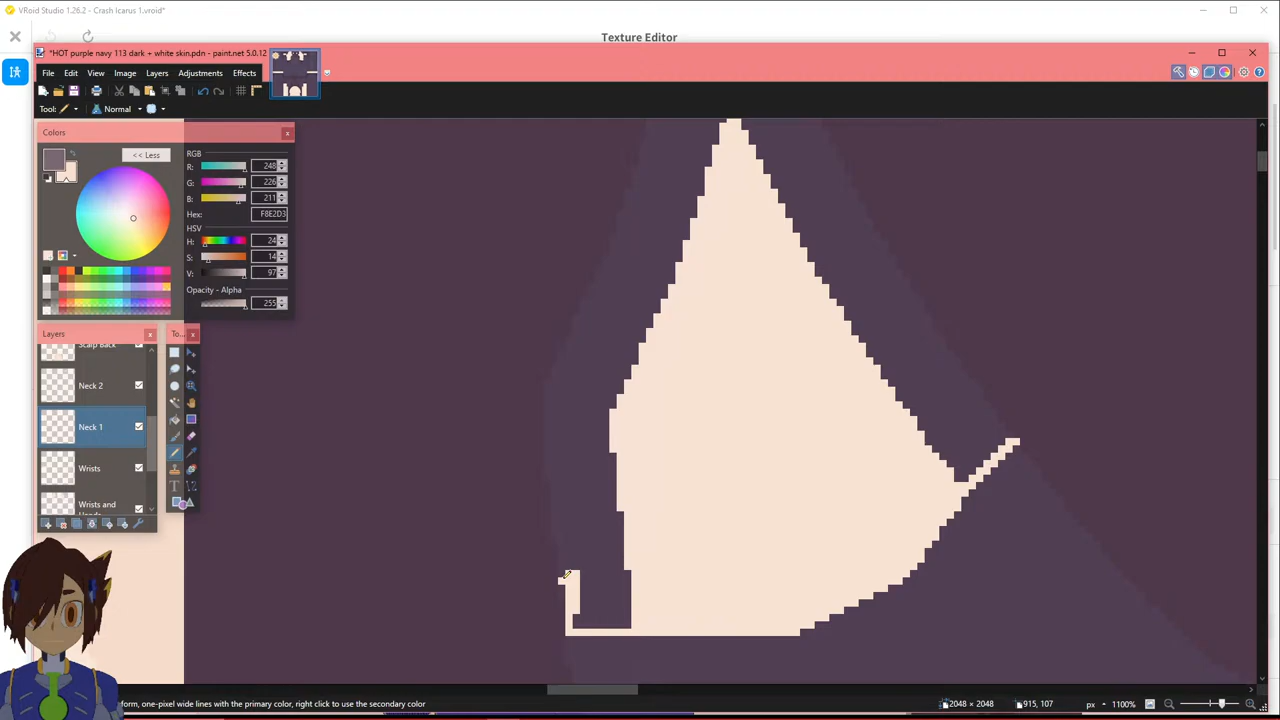 VRoid Studio 1.26.2 - Crash Icarus 1.vroid*
Texture Editor
*HOT purple navy 113 dark + white skin.pdn - paint.net 5.0.12
File Edit View Image Layers Adjustments Effects
Tool: Normal
Colors
<< Less
RGB
R: 248
G: 226
B: 211
Hex: F8E2D3
HSV
H: 24
S: 14
V: 97
Opacity - Alpha
255
Layers
To...
Scalp Back
Neck 2
Neck 1
Wrists
Wrists and
Hands
form, one-pixel wide lines with the primary color, right click to use the secondary color
2048 × 2048
915, 107
px
1100%